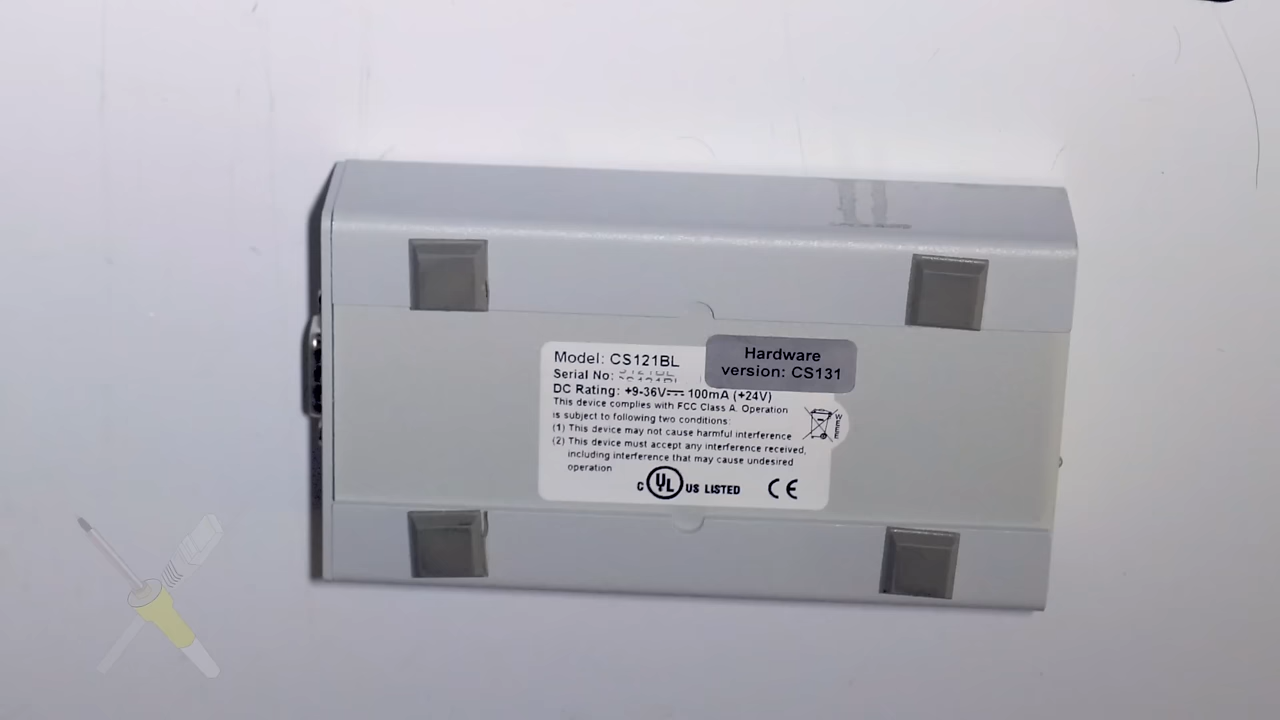 Model: CS121BL
Hardware
version: CS131
Serial No:
DC Rating: +9-36V⎓ 100mA (+24V)
This device complies with FCC Class A. Operation
is subject to following two conditions:
(1) This device may not cause harmful interference
(2) This device must accept any interference received,
including interference that may cause undesired
operation
WEEE
C UL US LISTED
CE